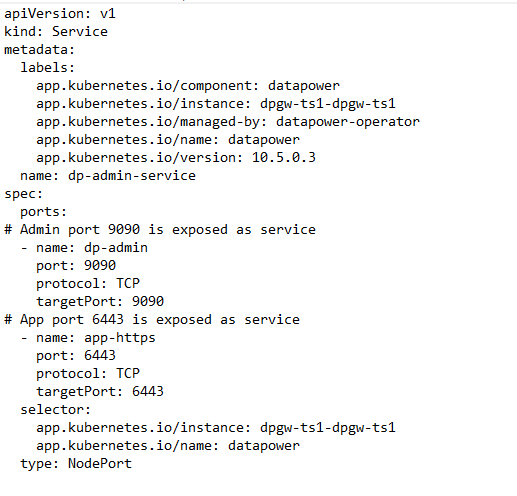 apiVersion: v1
kind: Service
metadata:
  labels:
    app.kubernetes.io/component: datapower
    app.kubernetes.io/instance: dpgw-ts1-dpgw-ts1
    app.kubernetes.io/managed-by: datapower-operator
    app.kubernetes.io/name: datapower
    app.kubernetes.io/version: 10.5.0.3
  name: dp-admin-service
spec:
  ports:
# Admin port 9090 is exposed as service
  - name: dp-admin
    port: 9090
    protocol: TCP
    targetPort: 9090
# App port 6443 is exposed as service
  - name: app-https
    port: 6443
    protocol: TCP
    targetPort: 6443
  selector:
    app.kubernetes.io/instance: dpgw-ts1-dpgw-ts1
    app.kubernetes.io/name: datapower
  type: NodePort